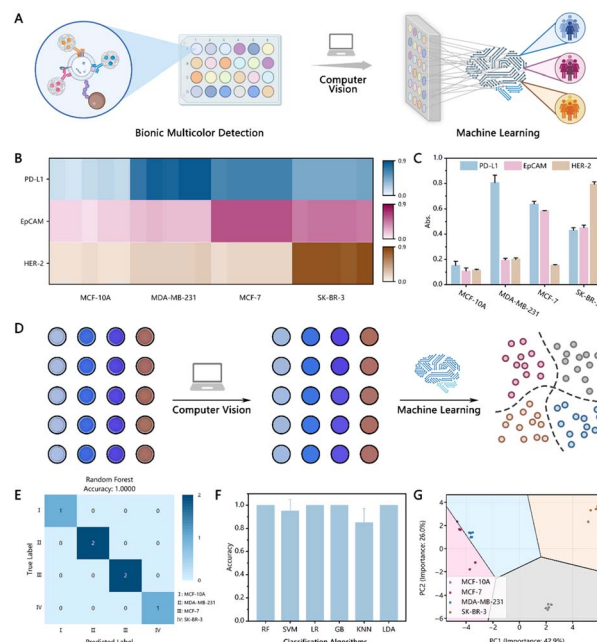 A
Computer
Vision
Bionic Multicolor Detection
Machine Learning
B
PD-L1
EpCAM
HER-2
0.9
0.0
0.9
0.0
0.9
0.0
MCF-10A
MDA-MB-231
MCF-7
SK-BR-3
C
PD-L1
EpCAM
HER-2
Abs.
0.8
0.6
0.4
0.2
0.0
MCF-10A
MDA-MB-231
MCF-7
SK-BR-
D
Computer Vision
Machine Learning
E
Random Forest
Accuracy: 1.0000
True Label
I
II
III
IV
1 0 0 0
0 2 0 0
0 0 2 0
0 0 0 1
I : MCF-10A
II : MDA-MB-231
III : MCF-7
IV : SK-BR-3
I II III IV
Predicted Label
2
1
0
F
Accuracy
1.0
0.8
0.6
0.4
0.2
0.0
RF SVM LR GB KNN LDA
Classification Algorithms
G
PC2 (Importance: 26.0%)
4
2
0
-2
-4
-6
MCF-10A
MCF-7
MDA-MB-231
SK-BR-3
-4 -2 0 2 4
PC1 (Importance: 42.9%)